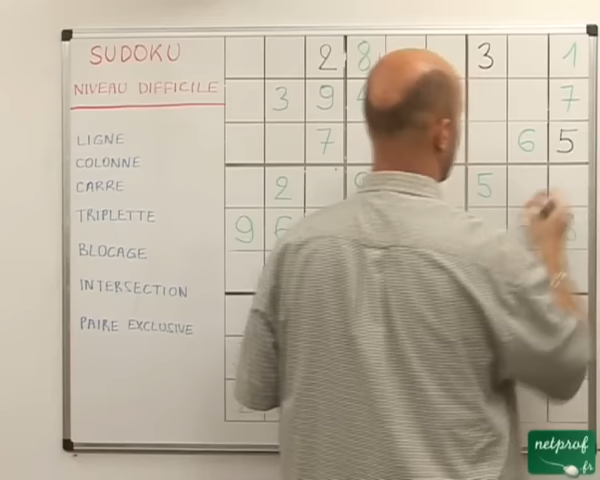 SUDOKU
NIVEAU DIFFICILE
LIGNE
COLONNE
CARRE
TRIPLETTE
BLOCAGE
INTERSECTION
PAIRE EXCLUSIVE
2 8 3 1
3 9 7
7 6 5
2 5
9 6
netprof
.fr